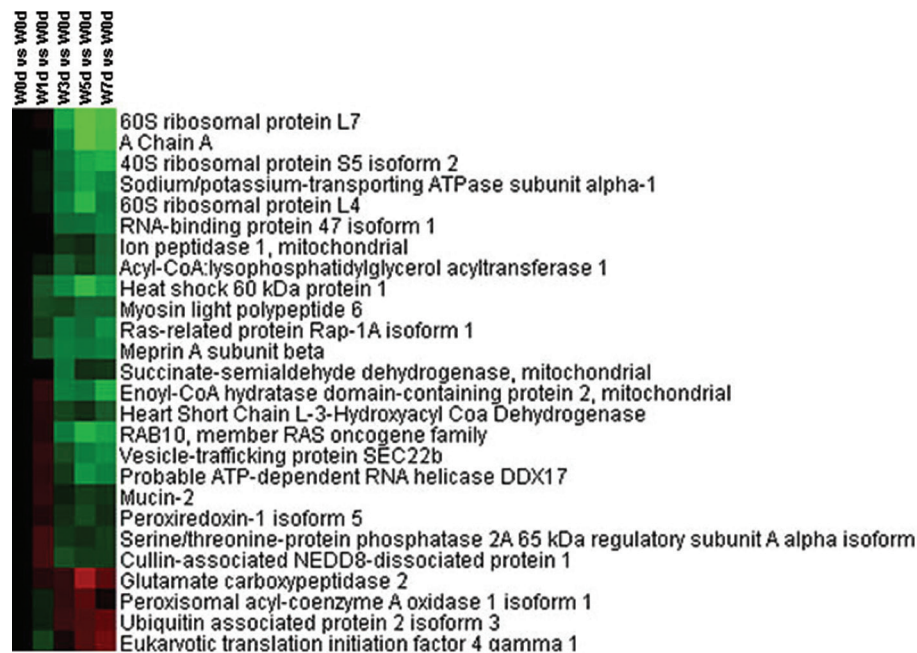 W0d vs W0d
W1d vs W0d
W3d vs W0d
W5d vs W0d
W7d vs W0d
60S ribosomal protein L7
A Chain A
40S ribosomal protein S5 isoform 2
Sodium/potassium-transporting ATPase subunit alpha-1
60S ribosomal protein L4
RNA-binding protein 47 isoform 1
Ion peptidase 1, mitochondrial
Acyl-CoA:lysophosphatidylglycerol acyltransferase 1
Heat shock 60 kDa protein 1
Myosin light polypeptide 6
Ras-related protein Rap-1A isoform 1
Meprin A subunit beta
Succinate-semialdehyde dehydrogenase, mitochondrial
Enoyl-CoA hydratase domain-containing protein 2, mitochondrial
Heart Short Chain L-3-Hydroxyacyl Coa Dehydrogenase
RAB10, member RAS oncogene family
Vesicle-trafficking protein SEC22b
Probable ATP-dependent RNA helicase DDX17
Mucin-2
Peroxiredoxin-1 isoform 5
Serine/threonine-protein phosphatase 2A 65 kDa regulatory subunit A alpha isoform
Cullin-associated NEDD8-dissociated protein 1
Glutamate carboxypeptidase 2
Peroxisomal acyl-coenzyme A oxidase 1 isoform 1
Ubiquitin associated protein 2 isoform 3
Eukaryotic translation initiation factor 4 gamma 1